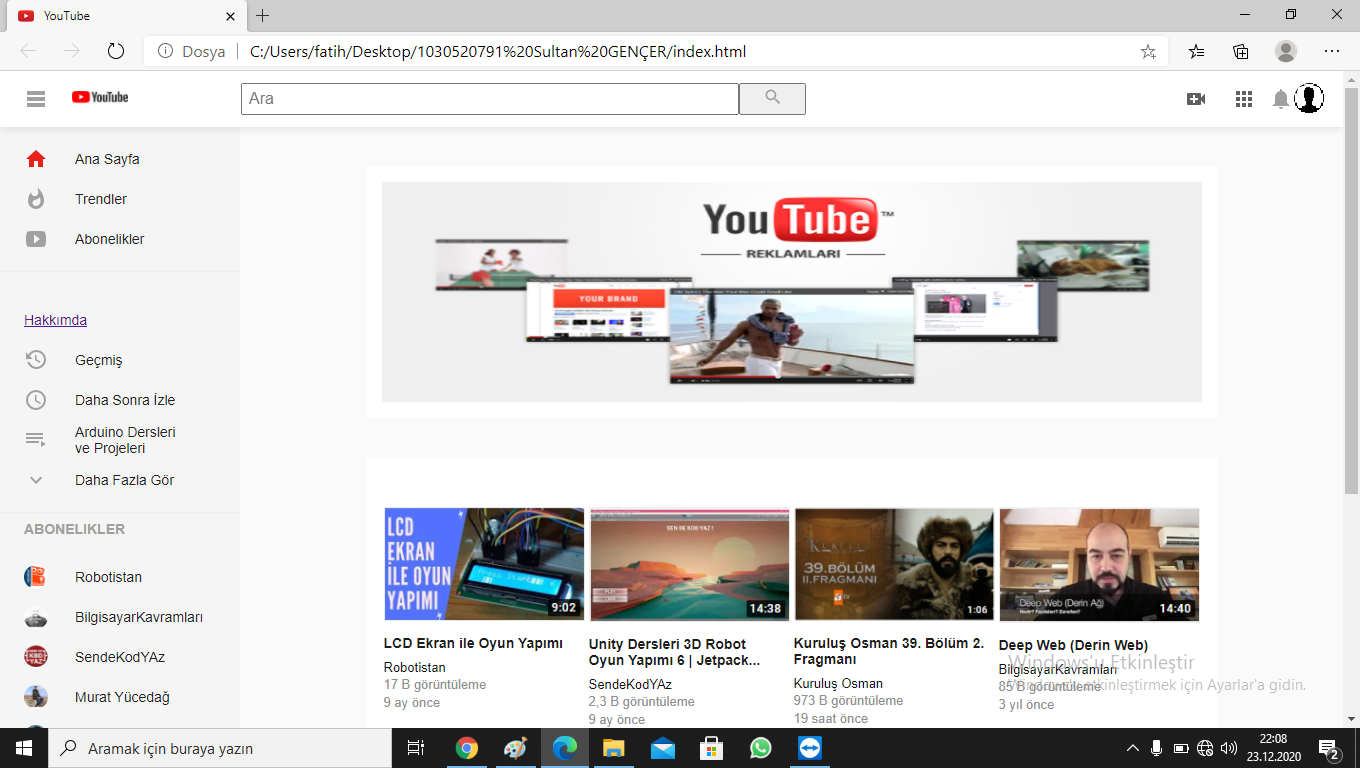 YouTube
Dosya
C:/Users/fatih/Desktop/1030520791%20Sultan%20GENÇER/index.html
YouTube
Ara
Ana Sayfa
Trendler
Abonelikler
Hakkımda
Geçmiş
Daha Sonra İzle
Arduino Dersleri
ve Projeleri
Daha Fazla Gör
ABONELIKLER
Robotistan
BilgisayarKavramları
SendeKodYAz
Murat Yücedağ
YouTube™
REKLAMLARI
YOUR BRAND
LCD
EKRAN
İLE OYUN
YAPIMI
9:02
LCD Ekran ile Oyun Yapımı
Robotistan
17 B görüntüleme
9 ay önce
SEN DE KOD YAZ !
14:38
Unity Dersleri 3D Robot
Oyun Yapımı 6 | Jetpack...
SendeKodYAz
2,3 B görüntüleme
9 ay önce
39.BÖLÜM
II.FRAGMANI
atv
1:06
Kuruluş Osman 39. Bölüm 2.
Fragmanı
Kuruluş Osman
973 B görüntüleme
19 saat önce
Deep Web (Derin Ağ)
14:40
Deep Web (Derin Web)
BilgisayarKavramları
85 B görüntüleme
3 yıl önce
Windows'u Etkinleştir
Windows'u etkinleştirmek için Ayarlar'a gidin.
Aramak için buraya yazın
22:08
23.12.2020
2